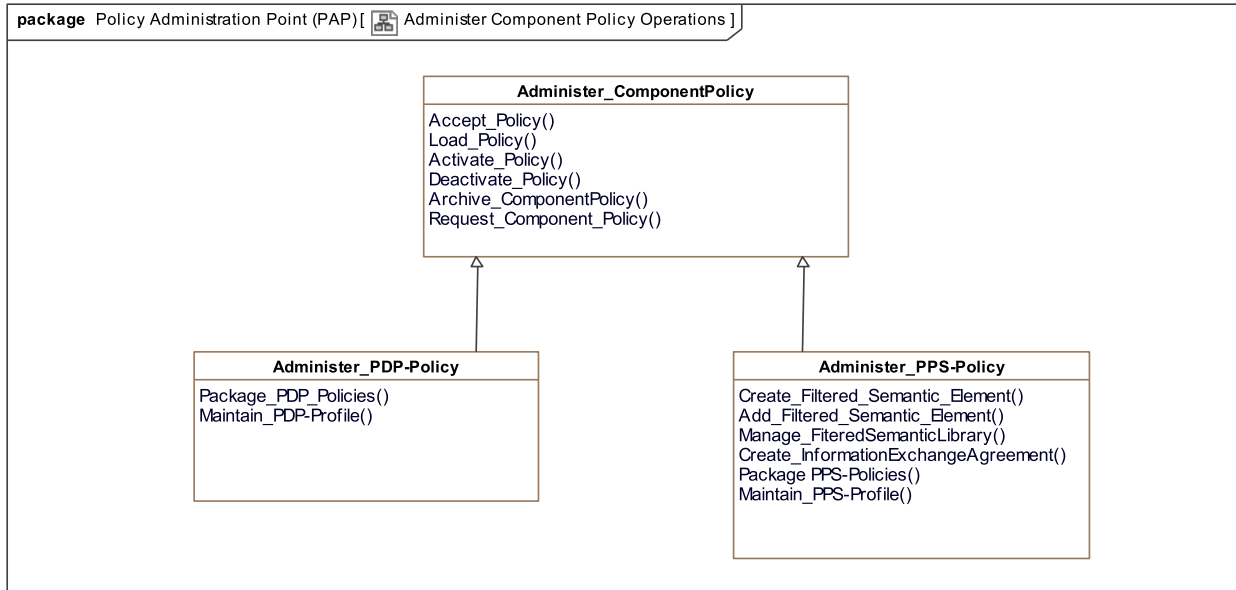 package Policy Administration Point (PAP) [ Administer Component Policy Operations ]
Administer_ComponentPolicy
Accept_Policy()
Load_Policy()
Activate_Policy()
Deactivate_Policy()
Archive_ComponentPolicy()
Request_Component_Policy()
Administer_PDP-Policy
Package_PDP_Policies()
Maintain_PDP-Profile()
Administer_PPS-Policy
Create_Filtered_Semantic_Element()
Add_Filtered_Semantic_Element()
Manage_FiteredSemanticLibrary()
Create_InformationExchangeAgreement()
Package PPS-Policies()
Maintain_PPS-Profile()